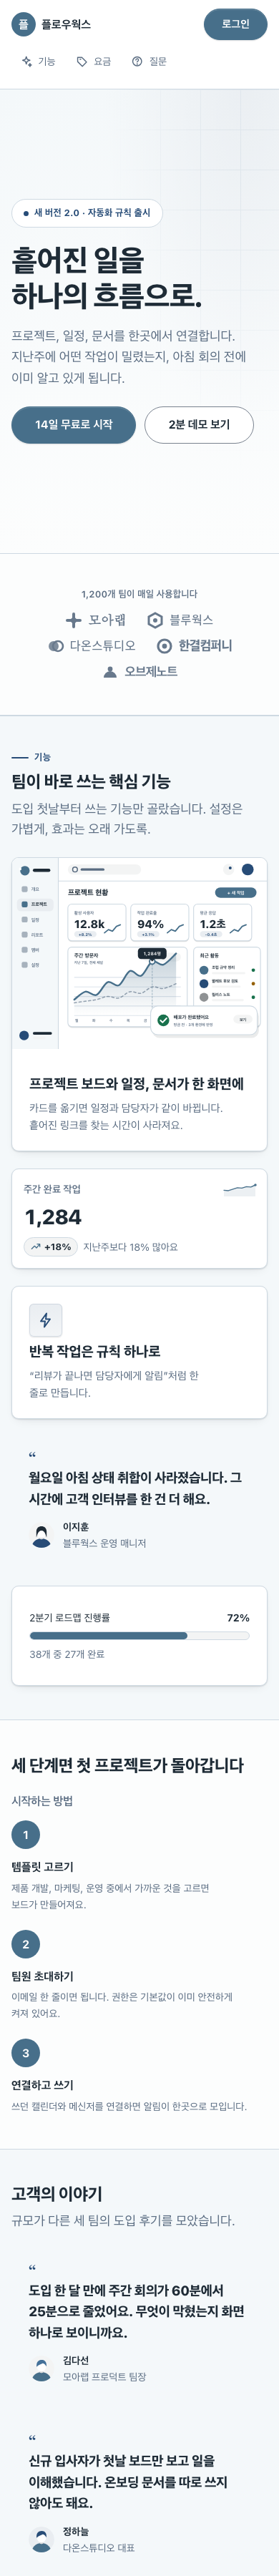 플 플로우웍스
로그인
기능 요금 질문
새 버전 2.0 · 자동화 규칙 출시
흩어진 일을
하나의 흐름으로.
프로젝트, 일정, 문서를 한곳에서 연결합니다.
지난주에 어떤 작업이 밀렸는지, 아침 회의 전에
이미 알고 있게 됩니다.
14일 무료로 시작 2분 데모 보기
1,200개 팀이 매일 사용합니다
모아랩 블루웍스
다온스튜디오 한결컴퍼니
오브제노트
기능
팀이 바로 쓰는 핵심 기능
도입 첫날부터 쓰는 기능만 골랐습니다. 설정은
가볍게, 효과는 오래 가도록.
개요
프로젝트
일정
리포트
멤버
설정
프로젝트 현황
+ 새 작업
12.8k 94% 1.2초
주간 방문자
1,284명
최근 활동
배포가 완료됐어요
보기
프로젝트 보드와 일정, 문서가 한 화면에
카드를 옮기면 일정과 담당자가 같이 바뀝니다.
흩어진 링크를 찾는 시간이 사라져요.
주간 완료 작업
1,284
+18% 지난주보다 18% 많아요
반복 작업은 규칙 하나로
“리뷰가 끝나면 담당자에게 알림”처럼 한
줄로 만듭니다.
“
월요일 아침 상태 취합이 사라졌습니다. 그
시간에 고객 인터뷰를 한 건 더 해요.
이지훈
블루웍스 운영 매니저
2분기 로드맵 진행률 72%
38개 중 27개 완료
세 단계면 첫 프로젝트가 돌아갑니다
시작하는 방법
1
템플릿 고르기
제품 개발, 마케팅, 운영 중에서 가까운 것을 고르면
보드가 만들어져요.
2
팀원 초대하기
이메일 한 줄이면 됩니다. 권한은 기본값이 이미 안전하게
켜져 있어요.
3
연결하고 쓰기
쓰던 캘린더와 메신저를 연결하면 알림이 한곳으로 모입니다.
고객의 이야기
규모가 다른 세 팀의 도입 후기를 모았습니다.
“
도입 한 달 만에 주간 회의가 60분에서
25분으로 줄었어요. 무엇이 막혔는지 화면
하나로 보이니까요.
김다선
모아랩 프로덕트 팀장
“
신규 입사자가 첫날 보드만 보고 일을
이해했습니다. 온보딩 문서를 따로 쓰지
않아도 돼요.
정하늘
다온스튜디오 대표